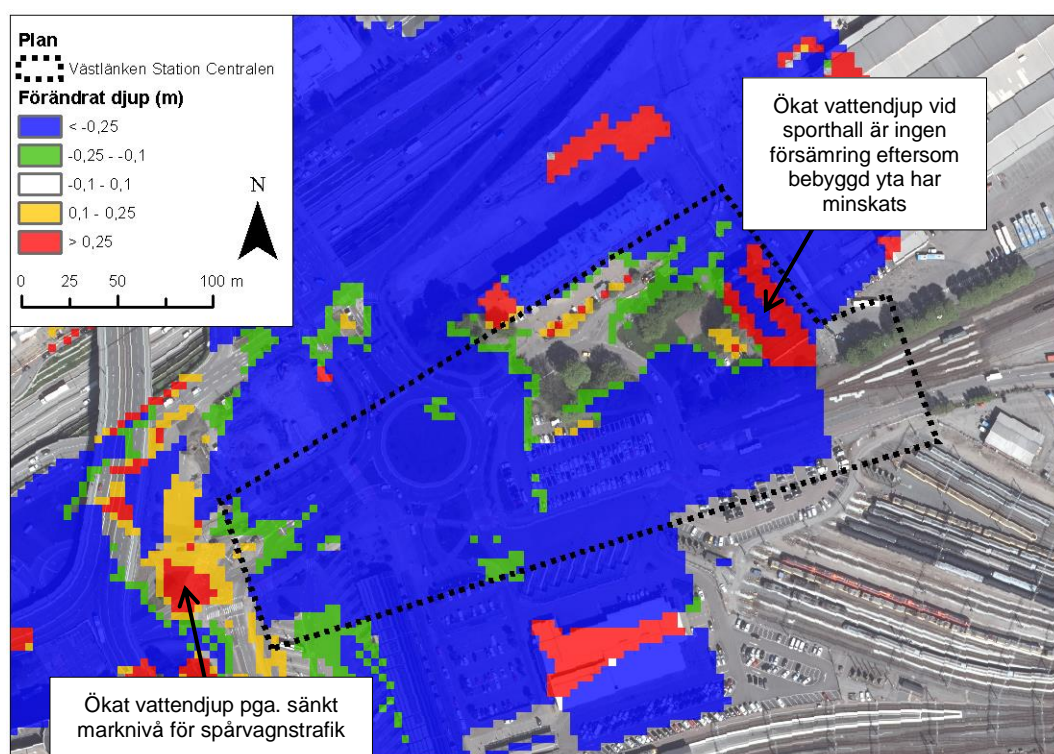 Plan
Västlänken Station Centralen
Förändrat djup (m)
< -0,25
-0,25 - -0,1
-0,1 - 0,1
0,1 - 0,25
> 0,25
N
0 25 50 100 m
Ökat vattendjup vid
sporthall är ingen
försämring eftersom
bebyggd yta har
minskats
Ökat vattendjup pga. sänkt
marknivå för spårvagnstrafik